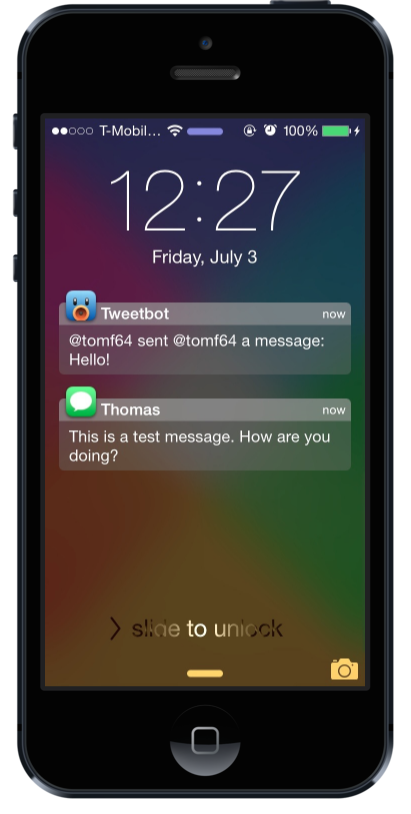 T-Mobil... 100%
12:27
Friday, July 3
Tweetbot now
@tomf64 sent @tomf64 a message:
Hello!
Thomas now
This is a test message. How are you
doing?
slide to unlock